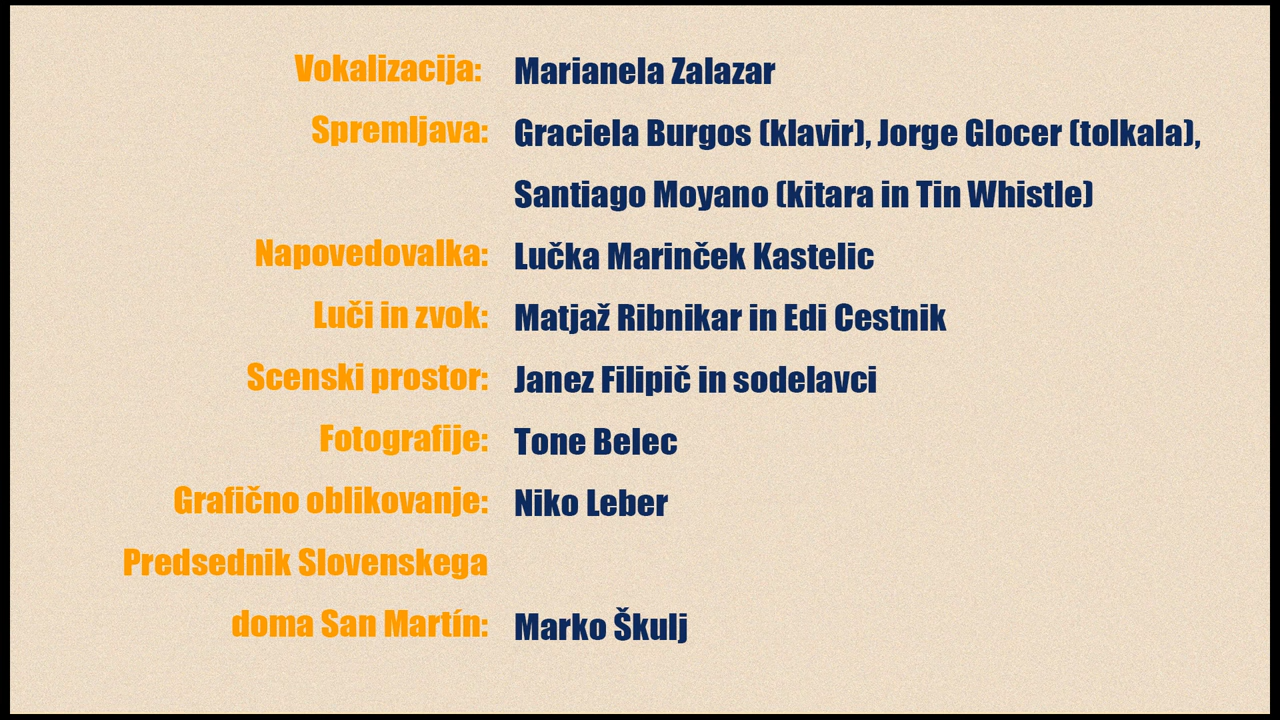 Vokalizacija: Marianela Zalazar
Spremljava: Graciela Burgos (klavir), Jorge Glocer (tolkala),
Santiago Moyano (kitara in Tin Whistle)
Napovedovalka: Lučka Marinček Kastelic
Luči in zvok: Matjaž Ribnikar in Edi Cestnik
Scenski prostor: Janez Filipič in sodelavci
Fotografije: Tone Belec
Grafično oblikovanje: Niko Leber
Predsednik Slovenskega
doma San Martín: Marko Škulj